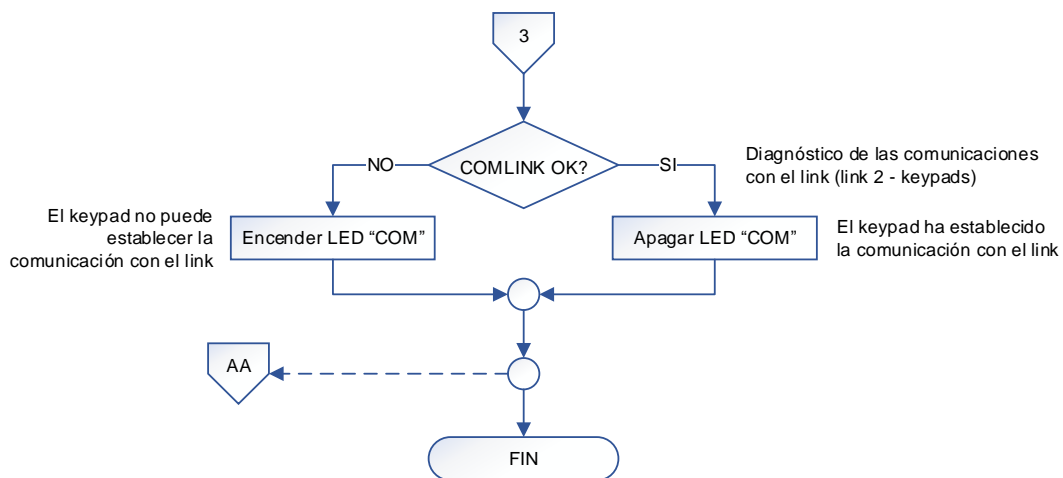 3
COMLINK OK?
NO
SI
Diagnóstico de las comunicaciones
con el link (link 2 - keypads)
El keypad no puede
establecer la
comunicación con el link
Encender LED “COM”
Apagar LED “COM”
El keypad ha establecido
la comunicación con el link
AA
FIN